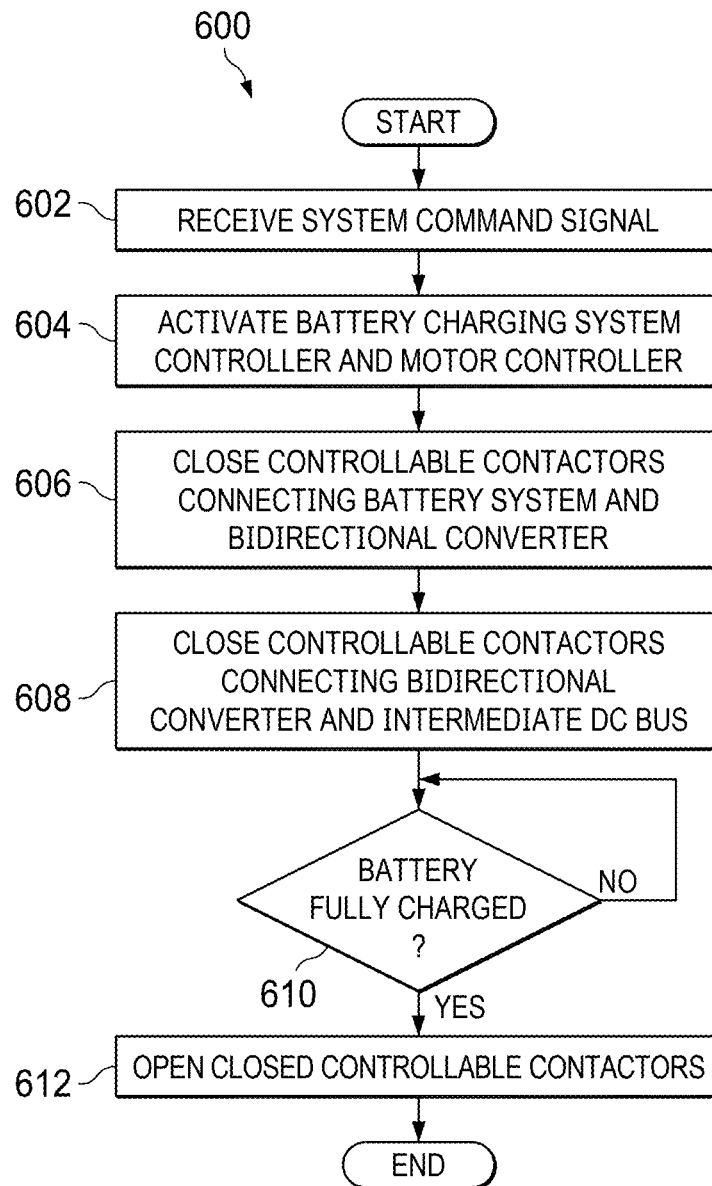 600
START
602
RECEIVE SYSTEM COMMAND SIGNAL
604
ACTIVATE BATTERY CHARGING SYSTEM
CONTROLLER AND MOTOR CONTROLLER
606
CLOSE CONTROLLABLE CONTACTORS
CONNECTING BATTERY SYSTEM AND
BIDIRECTIONAL CONVERTER
608
CLOSE CONTROLLABLE CONTACTORS
CONNECTING BIDIRECTIONAL
CONVERTER AND INTERMEDIATE DC BUS
BATTERY
FULLY CHARGED
?
NO
610
YES
612
OPEN CLOSED CONTROLLABLE CONTACTORS
END